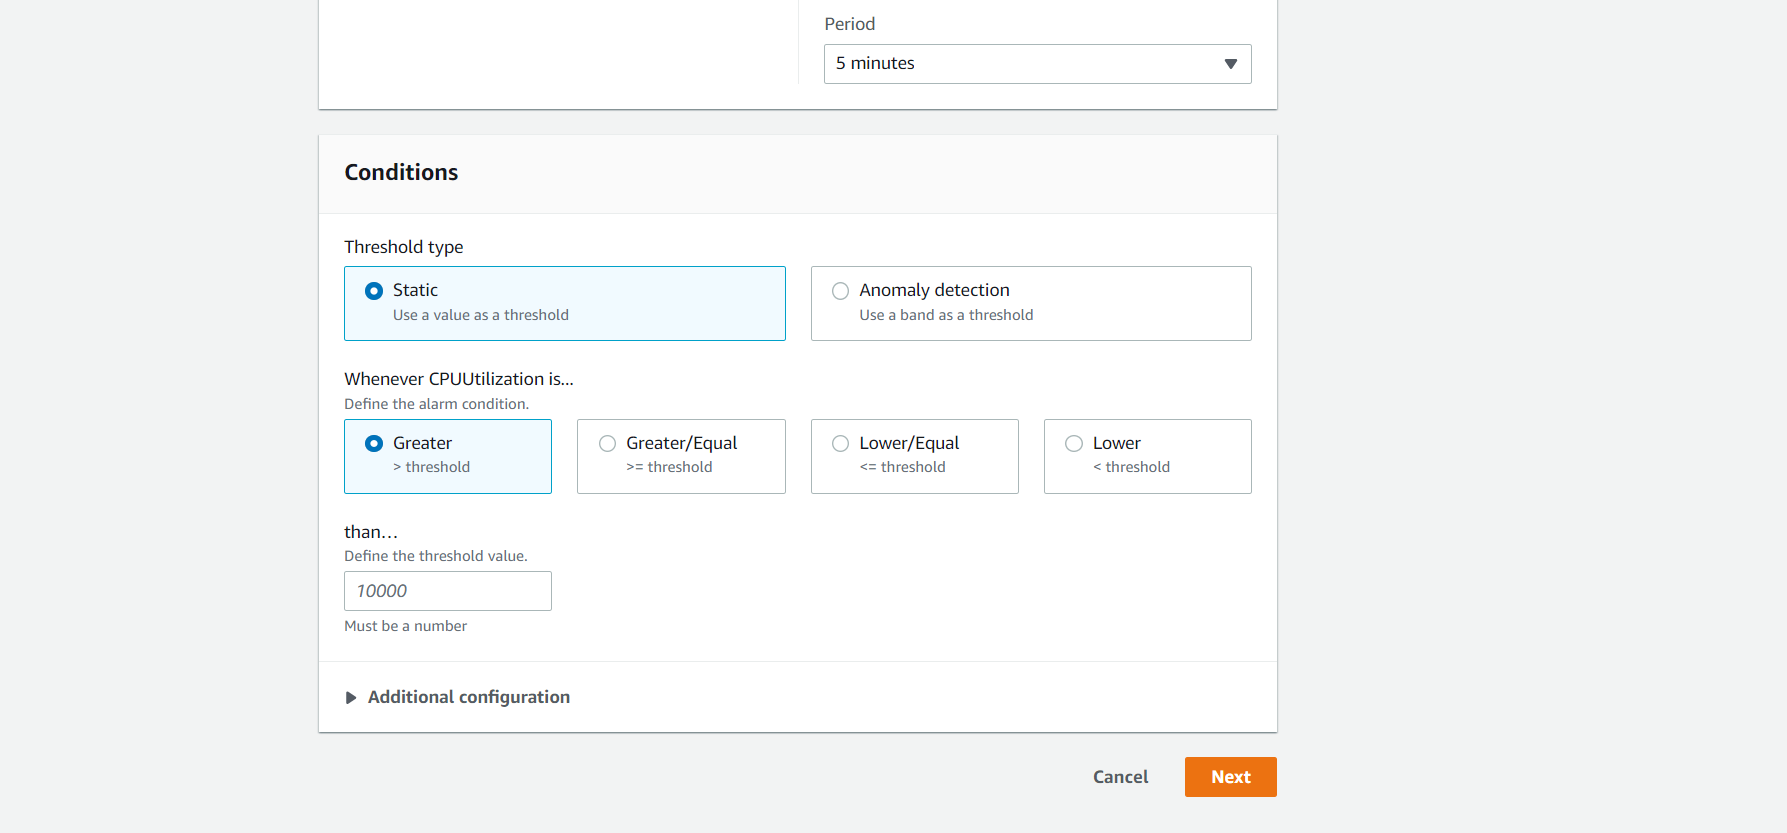 Period
5 minutes
Conditions
Threshold type
Static
Use a value as a threshold
Anomaly detection
Use a band as a threshold
Whenever CPUUtilization is...
Define the alarm condition.
Greater
> threshold
Greater/Equal
>= threshold
Lower/Equal
<= threshold
Lower
< threshold
than...
Define the threshold value.
10000
Must be a number
Additional configuration
Cancel
Next